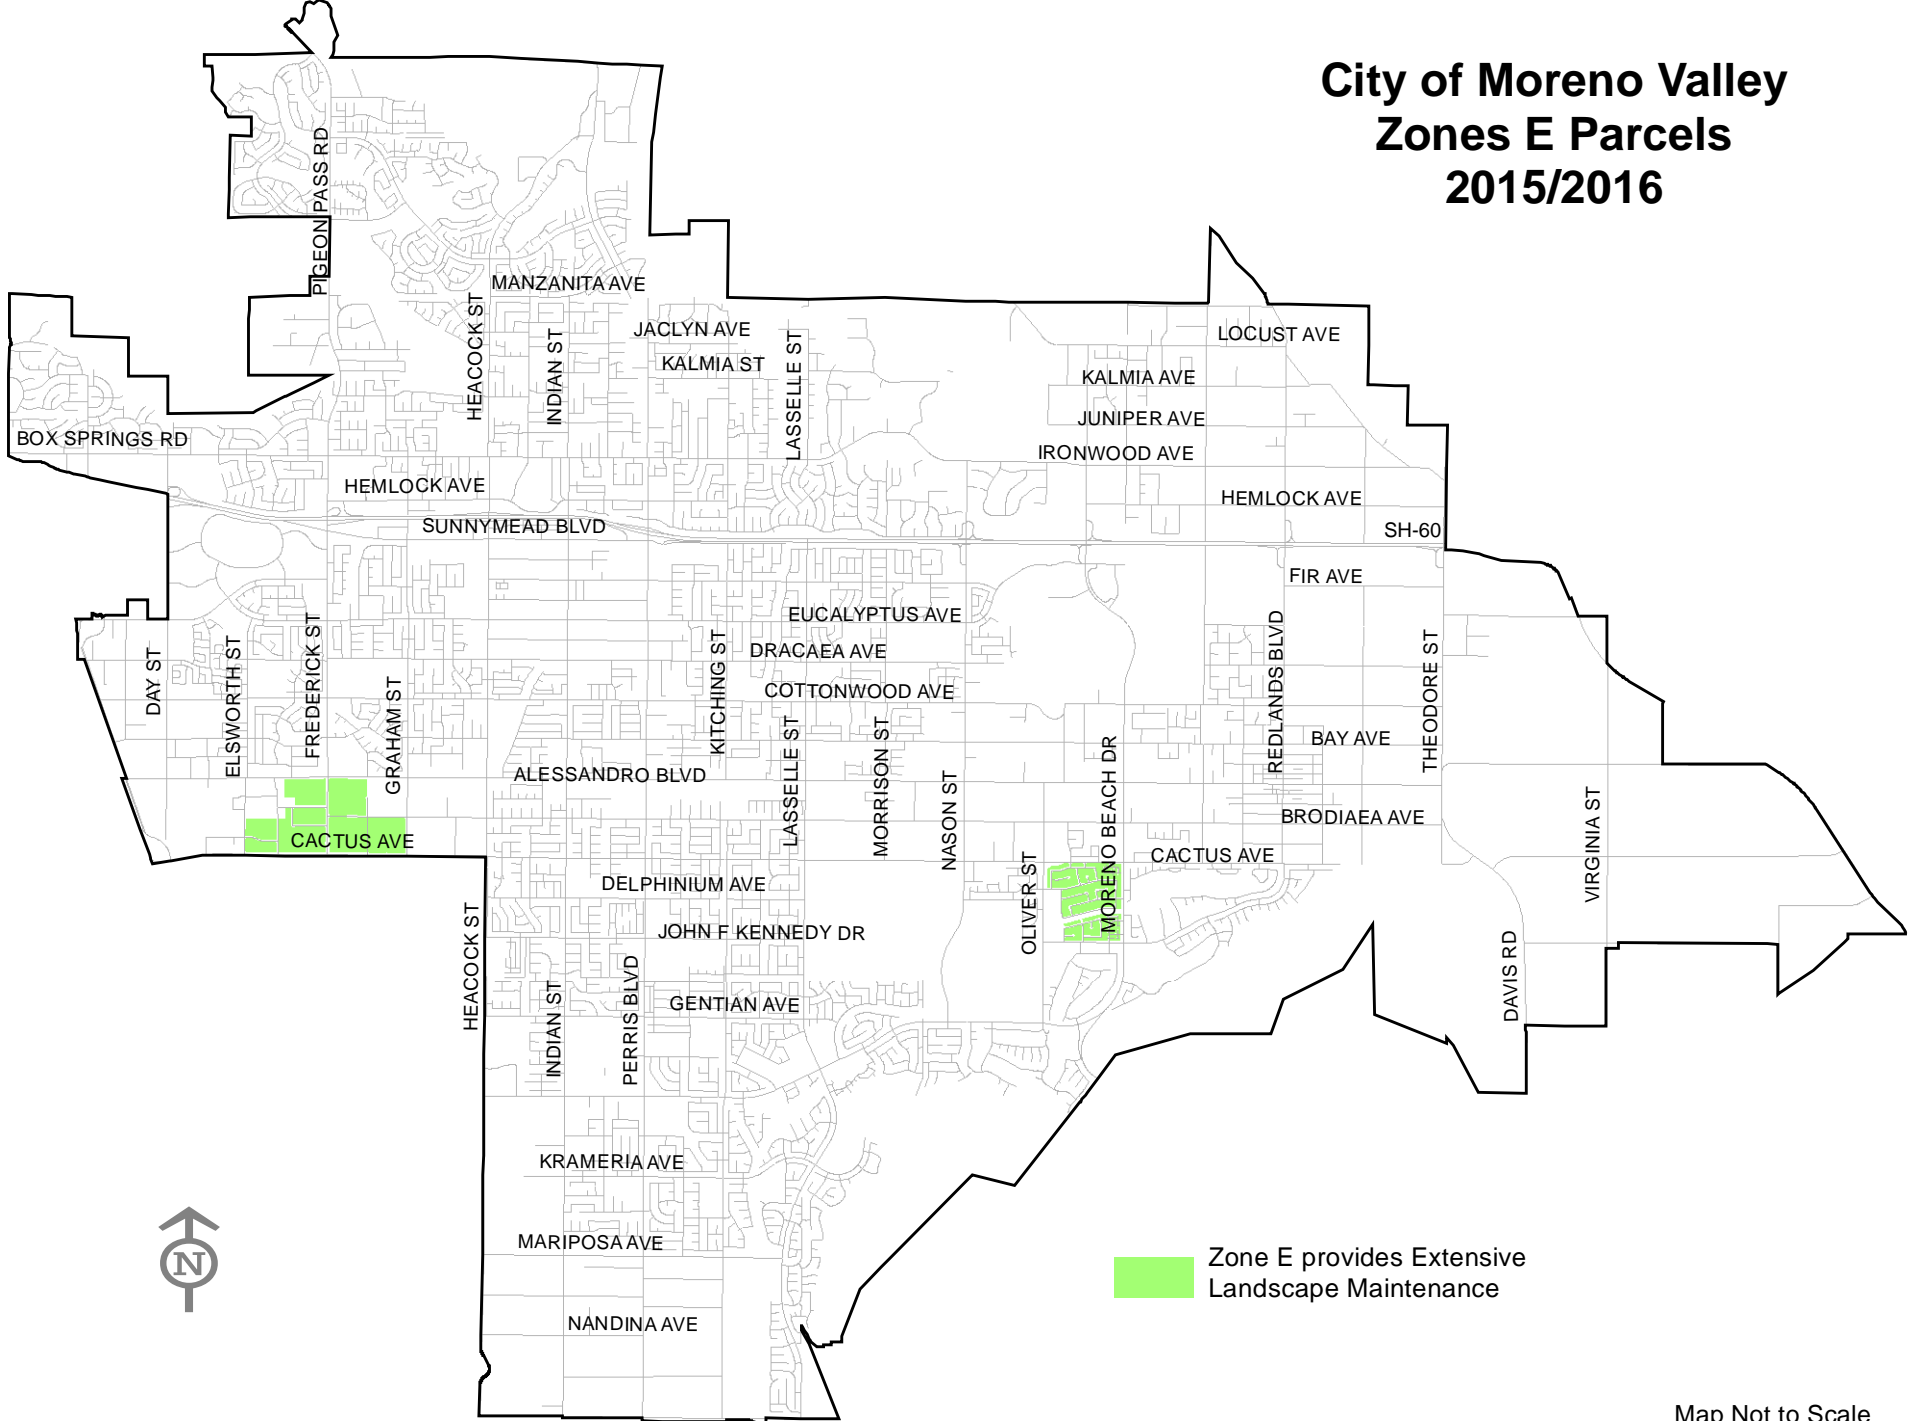 City of Moreno Valley
Zones E Parcels
2015/2016
PIGEON PASS RD
MANZANITA AVE
HEACOCK ST
INDIAN ST
JACLYN AVE
KALMIA ST
LASSELLE ST
LOCUST AVE
KALMIA AVE
JUNIPER AVE
IRONWOOD AVE
BOX SPRINGS RD
HEMLOCK AVE
HEMLOCK AVE
SUNNYMEAD BLVD
SH-60
FIR AVE
EUCALYPTUS AVE
DRACAEA AVE
COTTONWOOD AVE
DAY ST
ELSWORTH ST
FREDERICK ST
GRAHAM ST
KITCHING ST
LASSELLE ST
MORRISON ST
NASON ST
MORENO BEACH DR
REDLANDS BLVD
THEODORE ST
BAY AVE
ALESSANDRO BLVD
BRODIAEA AVE
VIRGINIA ST
CACTUS AVE
CACTUS AVE
DELPHINIUM AVE
OLIVER ST
JOHN F KENNEDY DR
HEACOCK ST
INDIAN ST
PERRIS BLVD
GENTIAN AVE
DAVIS RD
KRAMERIA AVE
MARIPOSA AVE
NANDINA AVE
N
Zone E provides Extensive
Landscape Maintenance
Map Not to Scale